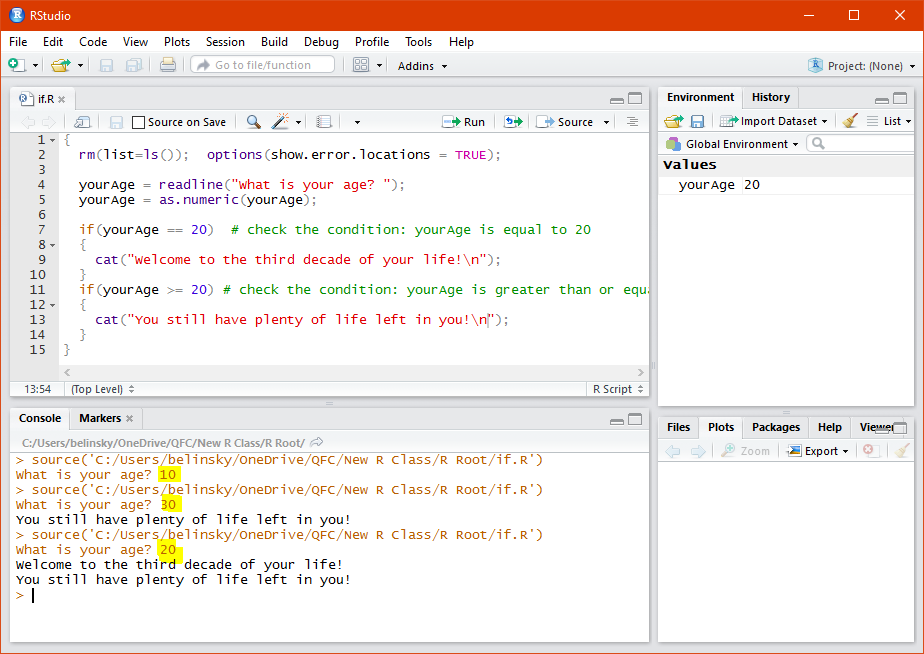 RStudio
File Edit Code View Plots Session Build Debug Profile Tools Help
Go to file/function Addins Project: (None)
if.R
Source on Save Run Source
1 {
2 rm(list=ls()); options(show.error.locations = TRUE);
3
4 yourAge = readline("What is your age? ");
5 yourAge = as.numeric(yourAge);
6
7 if(yourAge == 20) # check the condition: yourAge is equal to 20
8 {
9 cat("Welcome to the third decade of your life!\n");
10 }
11 if(yourAge >= 20) # check the condition: yourAge is greater than or equa
12 {
13 cat("You still have plenty of life left in you!\n");
14 }
15 }
13:54 (Top Level) R Script
Console Markers
C:/Users/belinsky/OneDrive/QFC/New R Class/R Root/
> source('C:/Users/belinsky/OneDrive/QFC/New R Class/R Root/if.R')
What is your age? 10
> source('C:/Users/belinsky/OneDrive/QFC/New R Class/R Root/if.R')
What is your age? 30
You still have plenty of life left in you!
> source('C:/Users/belinsky/OneDrive/QFC/New R Class/R Root/if.R')
What is your age? 20
Welcome to the third decade of your life!
You still have plenty of life left in you!
>
Environment History
Import Dataset List
Global Environment
Values
yourAge 20
Files Plots Packages Help Viewer
Zoom Export